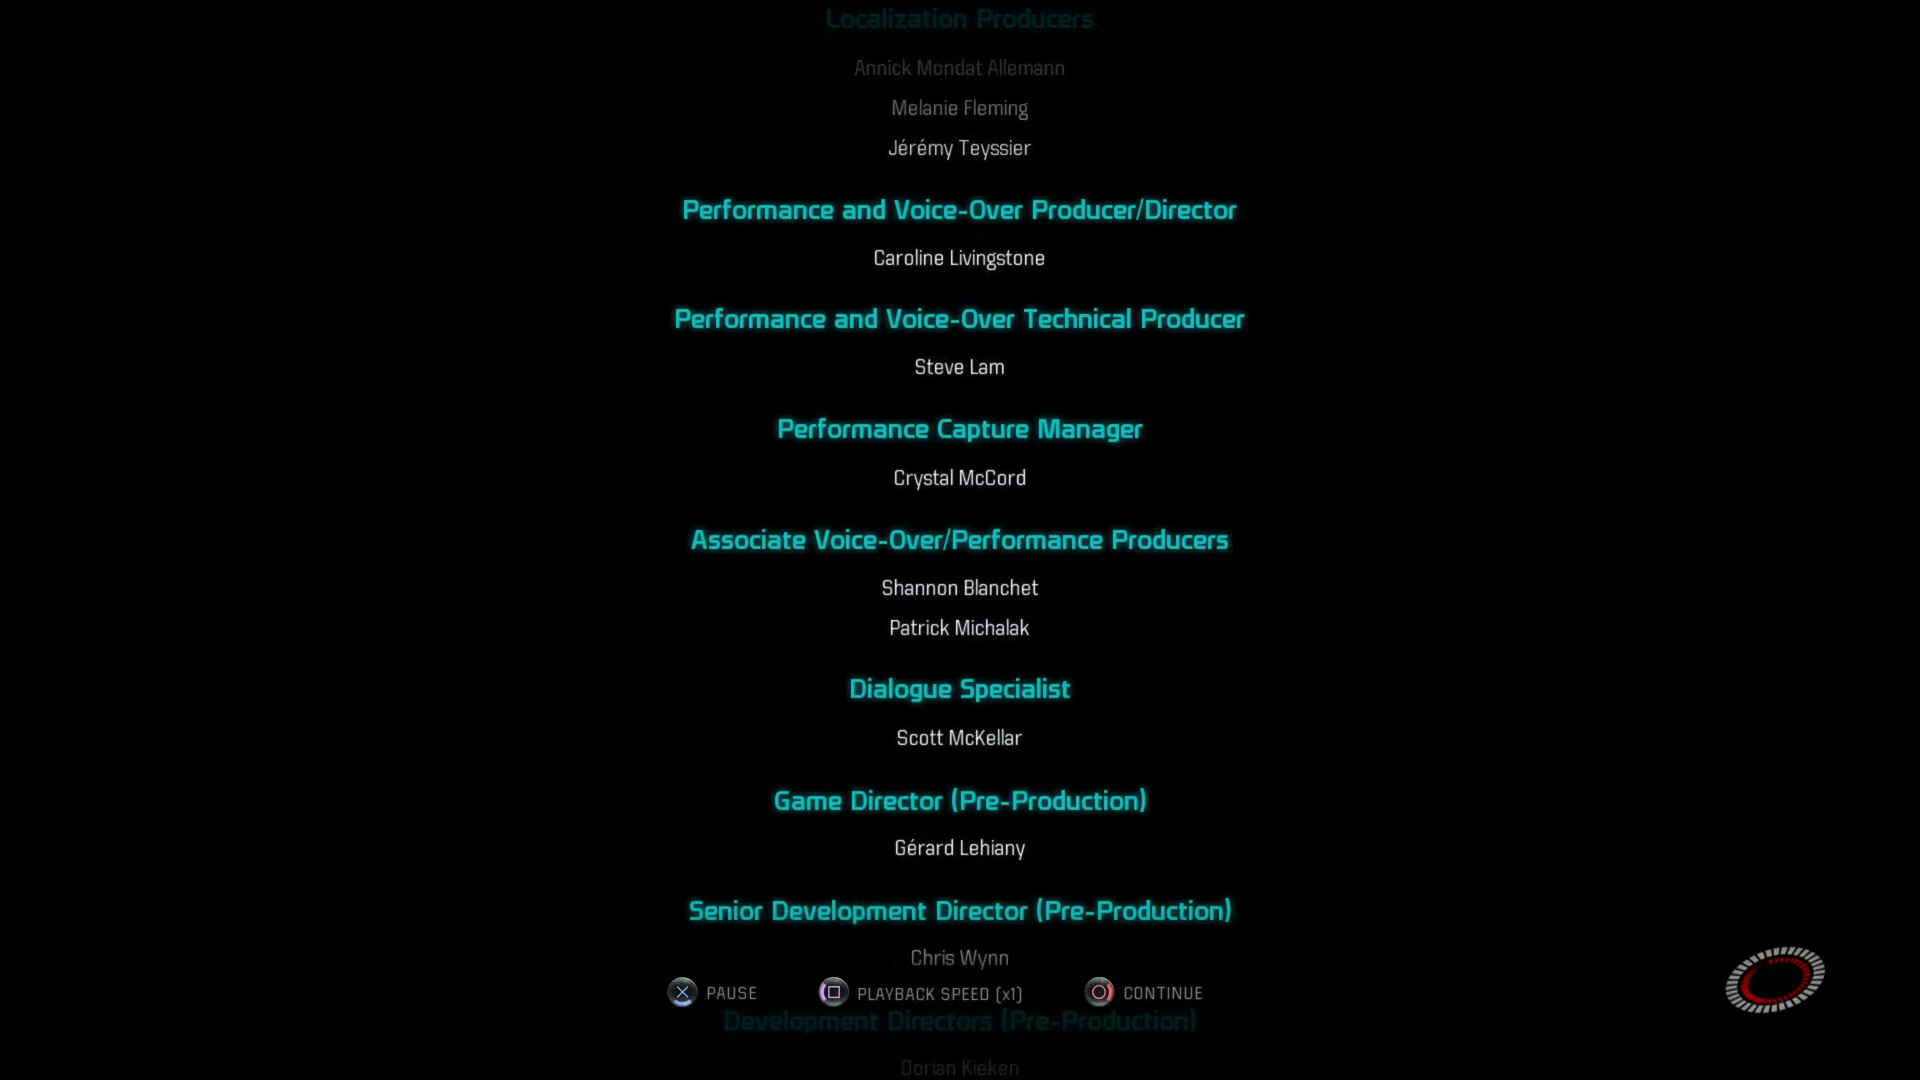 Localization Producers
Annick Mondat Allemann
Melanie Fleming
Jérémy Teyssier
Performance and Voice-Over Producer/Director
Caroline Livingstone
Performance and Voice-Over Technical Producer
Steve Lam
Performance Capture Manager
Crystal McCord
Associate Voice-Over/Performance Producers
Shannon Blanchet
Patrick Michalak
Dialogue Specialist
Scott McKellar
Game Director (Pre-Production)
Gérard Lehiany
Senior Development Director (Pre-Production)
Chris Wynn
PAUSE PLAYBACK SPEED (x1) CONTINUE
Development Directors (Pre-Production)
Dorian Kieken